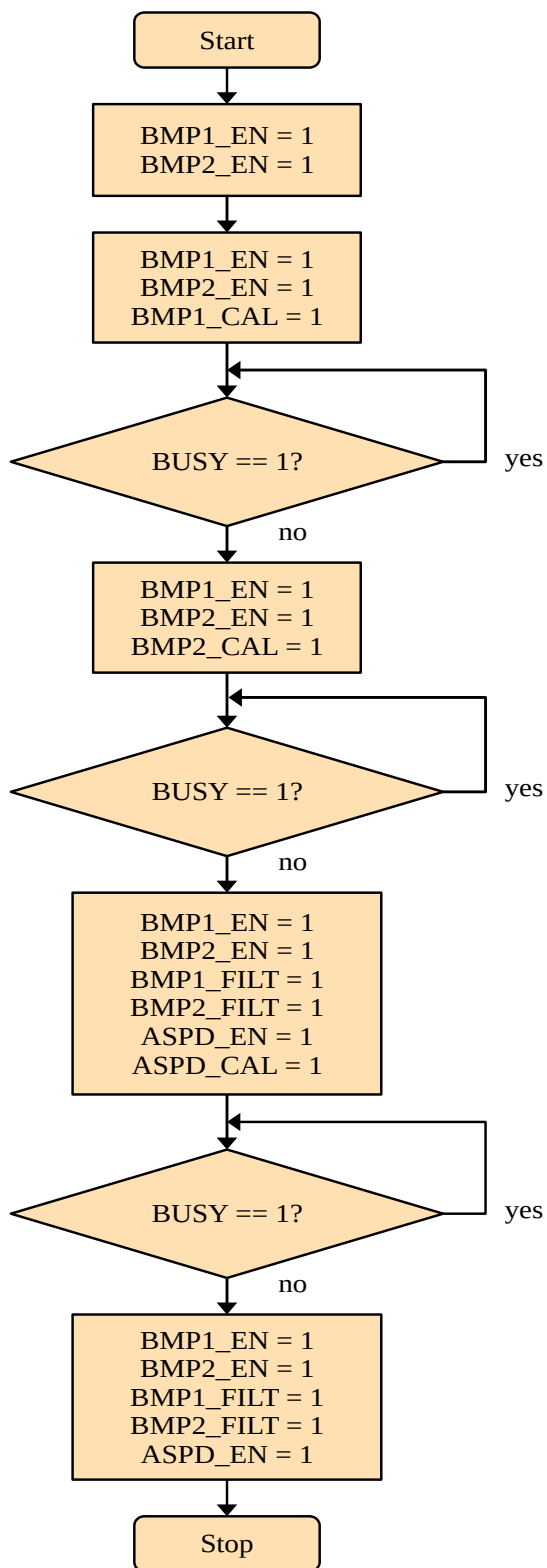 Start
BMP1_EN = 1
BMP2_EN = 1
BMP1_EN = 1
BMP2_EN = 1
BMP1_CAL = 1
BUSY == 1?
yes
no
BMP1_EN = 1
BMP2_EN = 1
BMP2_CAL = 1
BUSY == 1?
yes
no
BMP1_EN = 1
BMP2_EN = 1
BMP1_FILT = 1
BMP2_FILT = 1
ASPD_EN = 1
ASPD_CAL = 1
BUSY == 1?
yes
no
BMP1_EN = 1
BMP2_EN = 1
BMP1_FILT = 1
BMP2_FILT = 1
ASPD_EN = 1
Stop